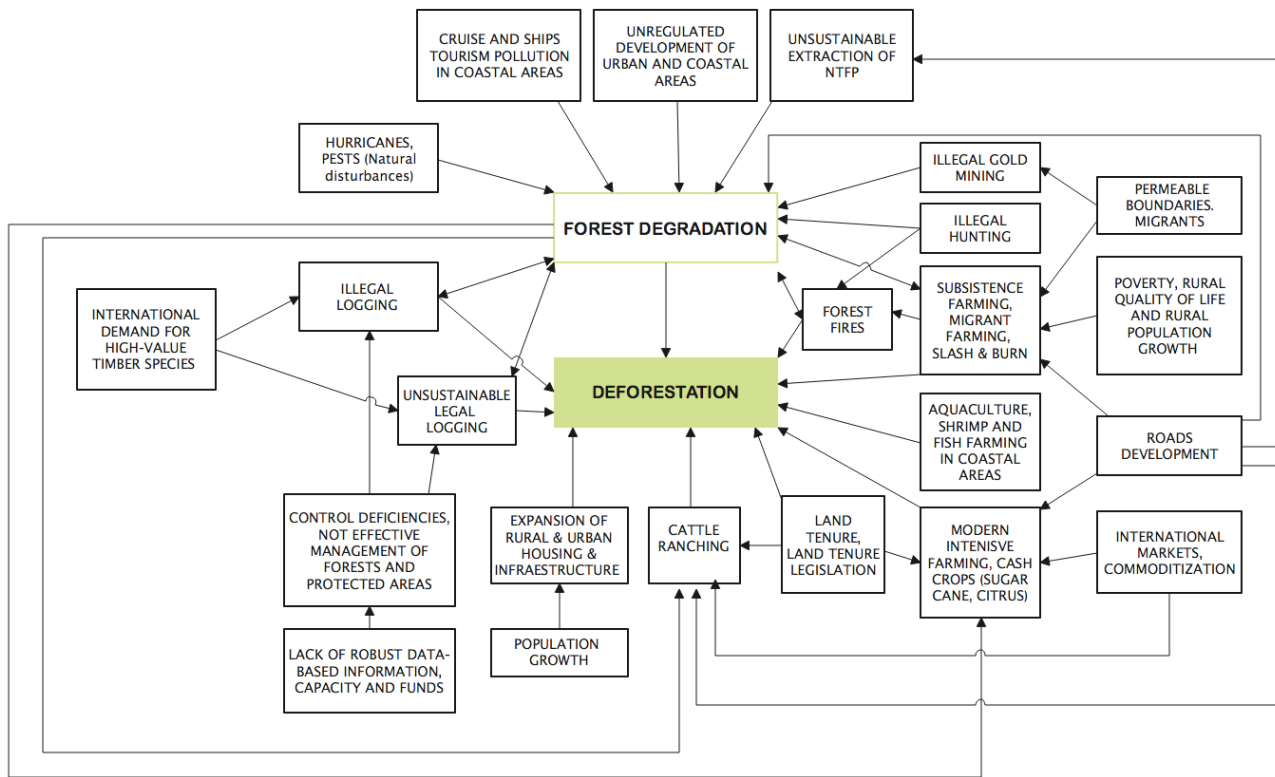 CRUISE AND SHIPS
TOURISM POLLUTION
IN COASTAL AREAS
UNREGULATED
DEVELOPMENT OF
URBAN AND COASTAL
AREAS
UNSUSTAINABLE
EXTRACTION OF
NTFP
HURRICANES,
PESTS (Natural
disturbances)
ILLEGAL GOLD
MINING
PERMEABLE
BOUNDARIES.
MIGRANTS
FOREST DEGRADATION
ILLEGAL
HUNTING
ILLEGAL
LOGGING
INTERNATIONAL
DEMAND FOR
HIGH-VALUE
TIMBER SPECIES
FOREST
FIRES
SUBSISTENCE
FARMING,
MIGRANT
FARMING,
SLASH & BURN
POVERTY, RURAL
QUALITY OF LIFE
AND RURAL
POPULATION
GROWTH
DEFORESTATION
UNSUSTAINABLE
LEGAL
LOGGING
AQUACULTURE,
SHRIMP AND
FISH FARMING
IN COASTAL
AREAS
ROADS
DEVELOPMENT
CONTROL DEFICIENCIES,
NOT EFFECTIVE
MANAGEMENT OF
FORESTS AND
PROTECTED AREAS
EXPANSION OF
RURAL & URBAN
HOUSING &
INFRAESTRUCTURE
CATTLE
RANCHING
LAND
TENURE,
LAND TENURE
LEGISLATION
MODERN
INTENISVE
FARMING, CASH
CROPS (SUGAR
CANE, CITRUS)
INTERNATIONAL
MARKETS,
COMMODITIZATION
LACK OF ROBUST DATA-
BASED INFORMATION,
CAPACITY AND FUNDS
POPULATION
GROWTH